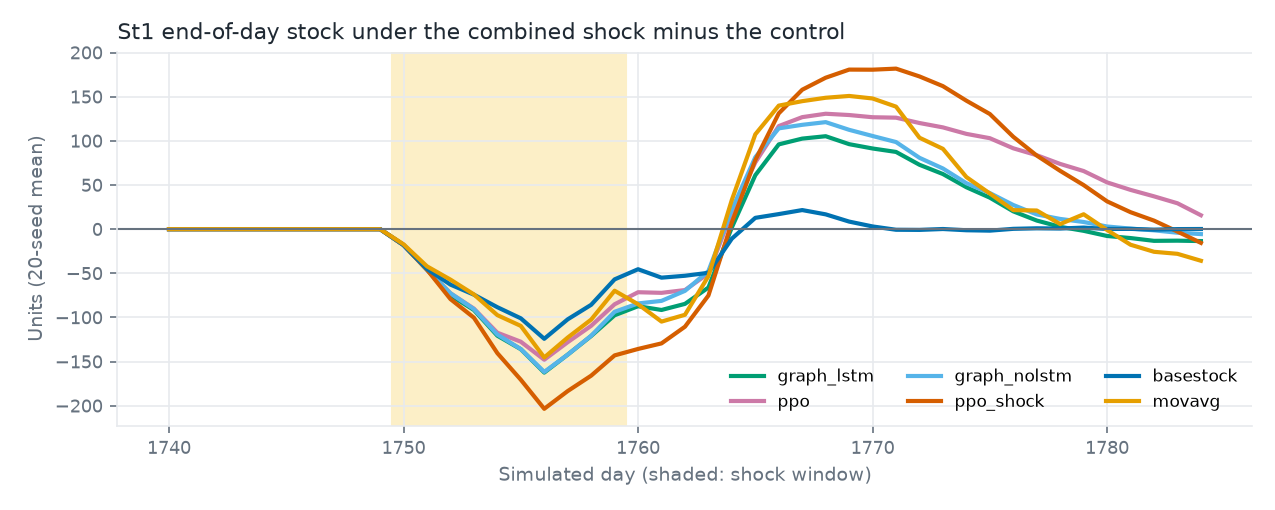 St1 end-of-day stock under the combined shock minus the control
Units (20-seed mean)
200
150
100
50
0
−50
−100
−150
−200
1740 1750 1760 1770 1780
graph_lstm graph_nolstm basestock
ppo ppo_shock movavg
Simulated day (shaded: shock window)